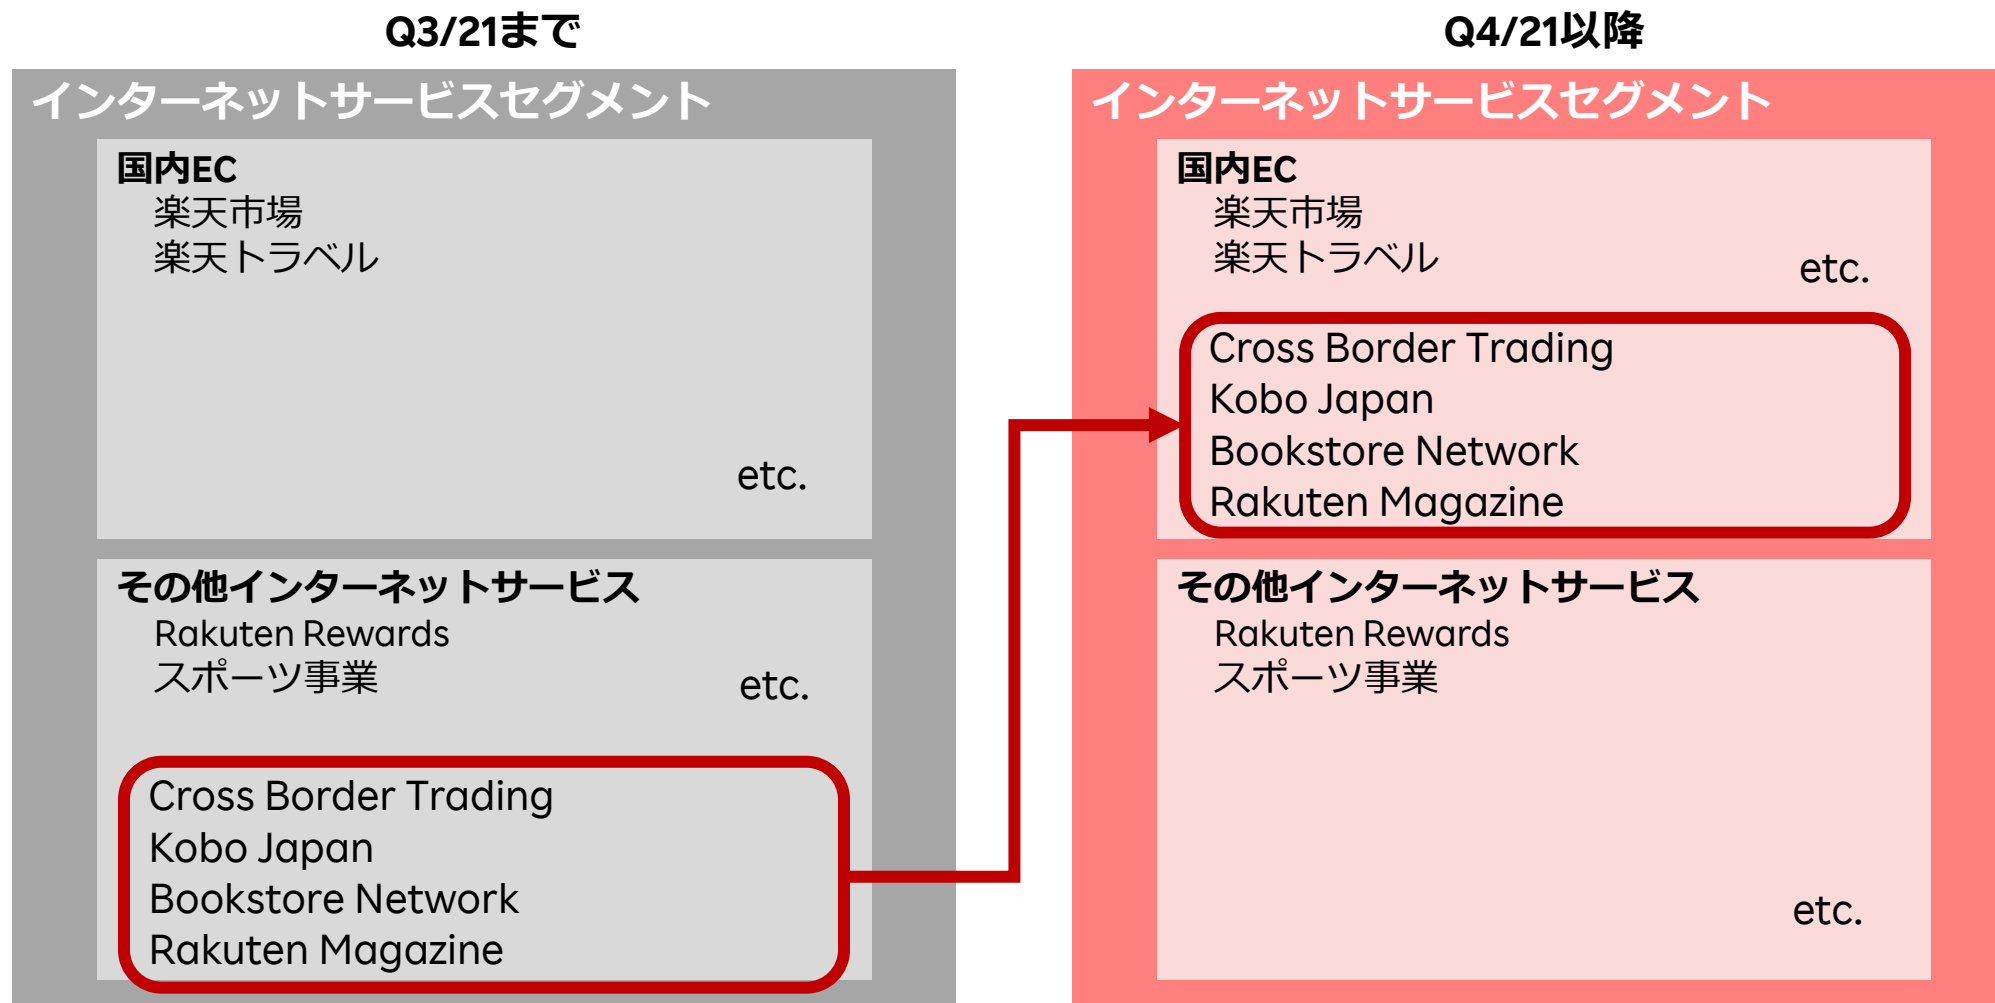 Q3/21まで
インターネットサービスセグメント
国内EC
楽天市場
楽天トラベル
etc.
その他インターネットサービス
Rakuten Rewards
スポーツ事業
etc.
Cross Border Trading
Kobo Japan
Bookstore Network
Rakuten Magazine
Q4/21以降
インターネットサービスセグメント
国内EC
楽天市場
楽天トラベル
etc.
Cross Border Trading
Kobo Japan
Bookstore Network
Rakuten Magazine
その他インターネットサービス
Rakuten Rewards
スポーツ事業
etc.